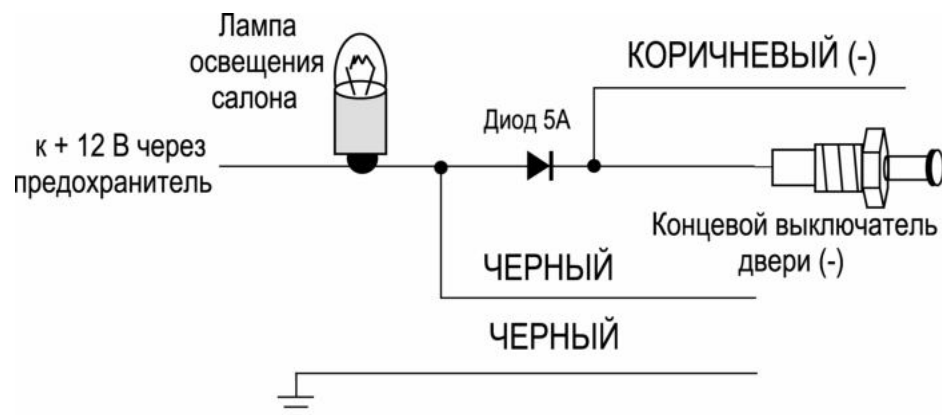 Лампа
освещения
салона
КОРИЧНЕВЫЙ (-)
Диод 5А
к + 12 В через
предохранитель
Концевой выключатель
двери (-)
ЧЕРНЫЙ
ЧЕРНЫЙ